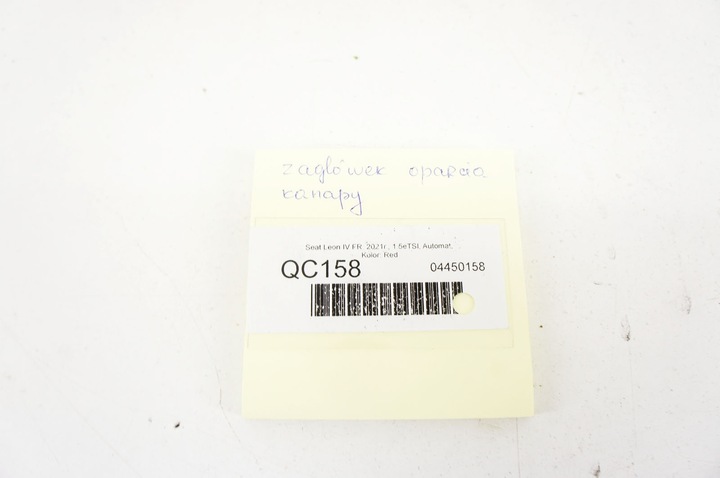 zagłówek oparcia
kanapy
Seat Leon IV FR. 2021r., 1.5eTSI, Automat,
Kolor: Red
QC158 04450158